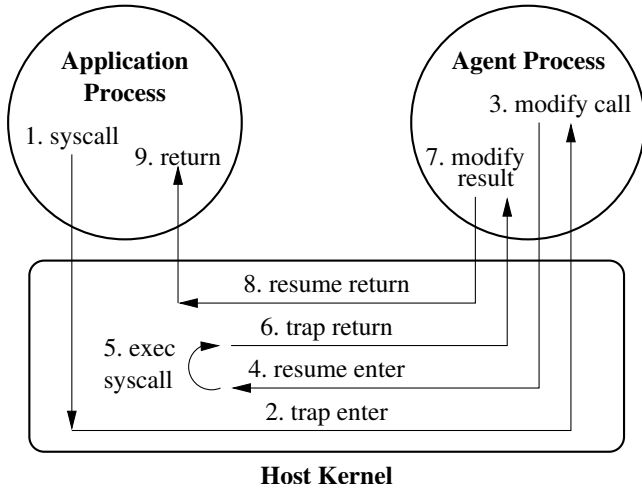 Application
Process
1. syscall
9. return
Agent Process
3. modify call
7. modify
result
8. resume return
6. trap return
5. exec
syscall
4. resume enter
2. trap enter
Host Kernel